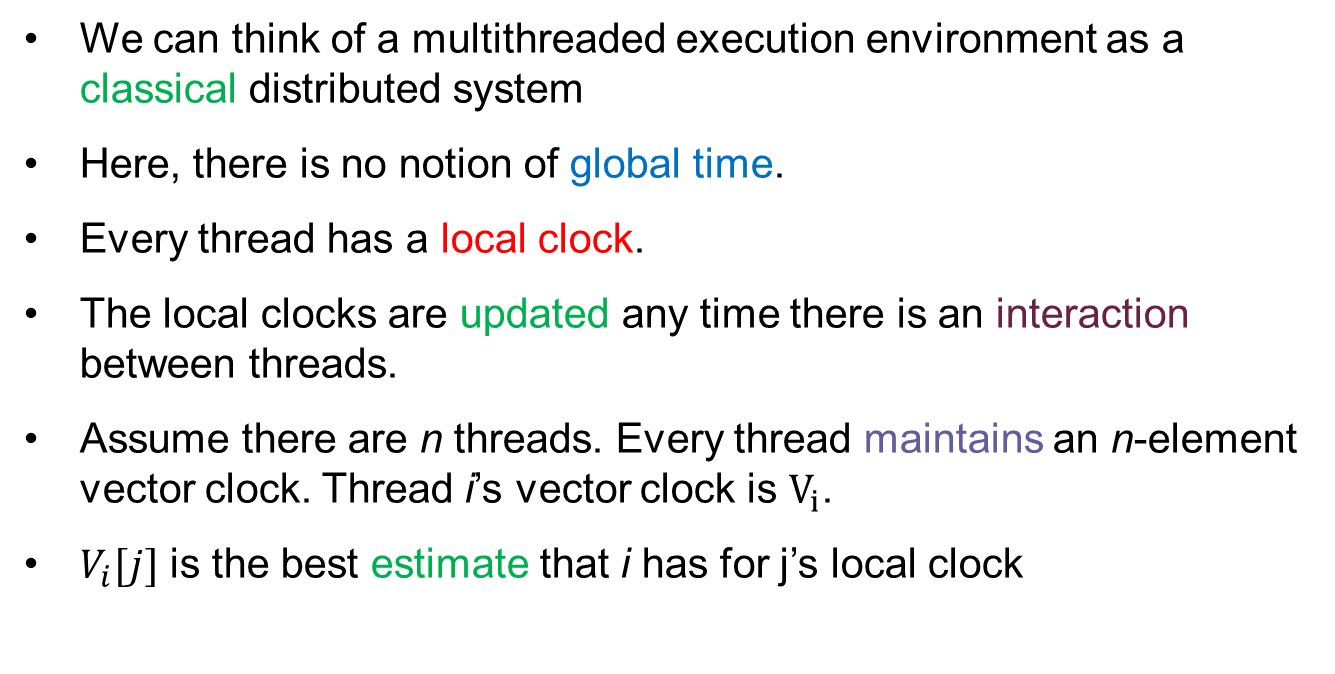 • We can think of a multithreaded execution environment as a
classical distributed system
• Here, there is no notion of global time.
• Every thread has a local clock.
• The local clocks are updated any time there is an interaction
between threads.
• Assume there are n threads. Every thread maintains an n-element
vector clock. Thread i's vector clock is Vᵢ.
• Vᵢ[j] is the best estimate that i has for j's local clock